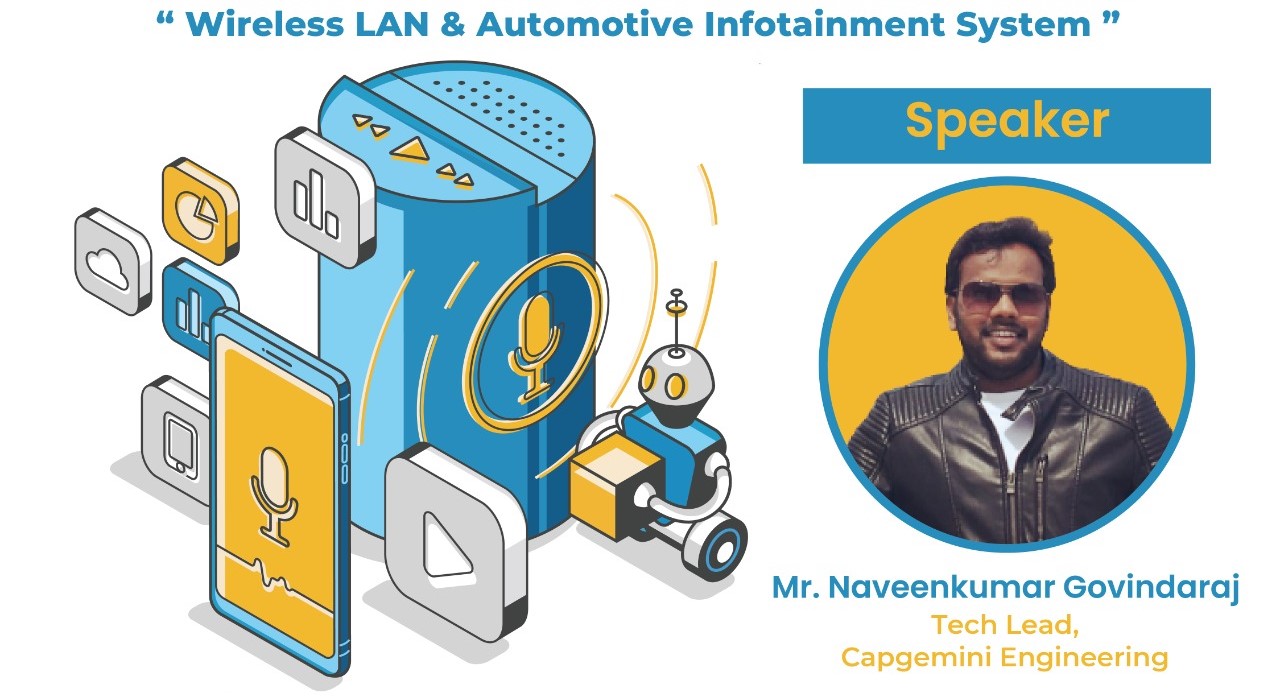 “ Wireless LAN & Automotive Infotainment System ”
Speaker
Mr. Naveenkumar Govindaraj
Tech Lead,
Capgemini Engineering